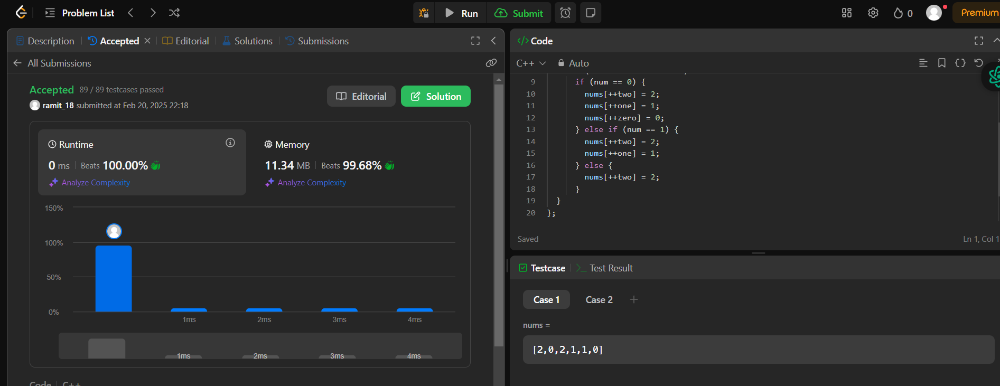 Problem List Run Submit 0 Premium
Description Accepted Editorial Solutions Submissions
All Submissions
Accepted 89 / 89 testcases passed
ramit_18 submitted at Feb 20, 2025 22:18
Editorial Solution
Runtime
0 ms Beats 100.00%
Analyze Complexity
Memory
11.34 MB Beats 99.68%
Analyze Complexity
150%
100%
50%
0%
1ms 2ms 3ms 4ms
1ms 2ms 3ms 4ms
Code C++
</> Code
C++ Auto
9 if (num == 0) {
10 nums[++two] = 2;
11 nums[++one] = 1;
12 nums[++zero] = 0;
13 } else if (num == 1) {
14 nums[++two] = 2;
15 nums[++one] = 1;
16 } else {
17 nums[++two] = 2;
18 }
19 }
20 };
Saved Ln 1, Col 1
Testcase >_ Test Result
Case 1 Case 2 +
nums =
[2,0,2,1,1,0]